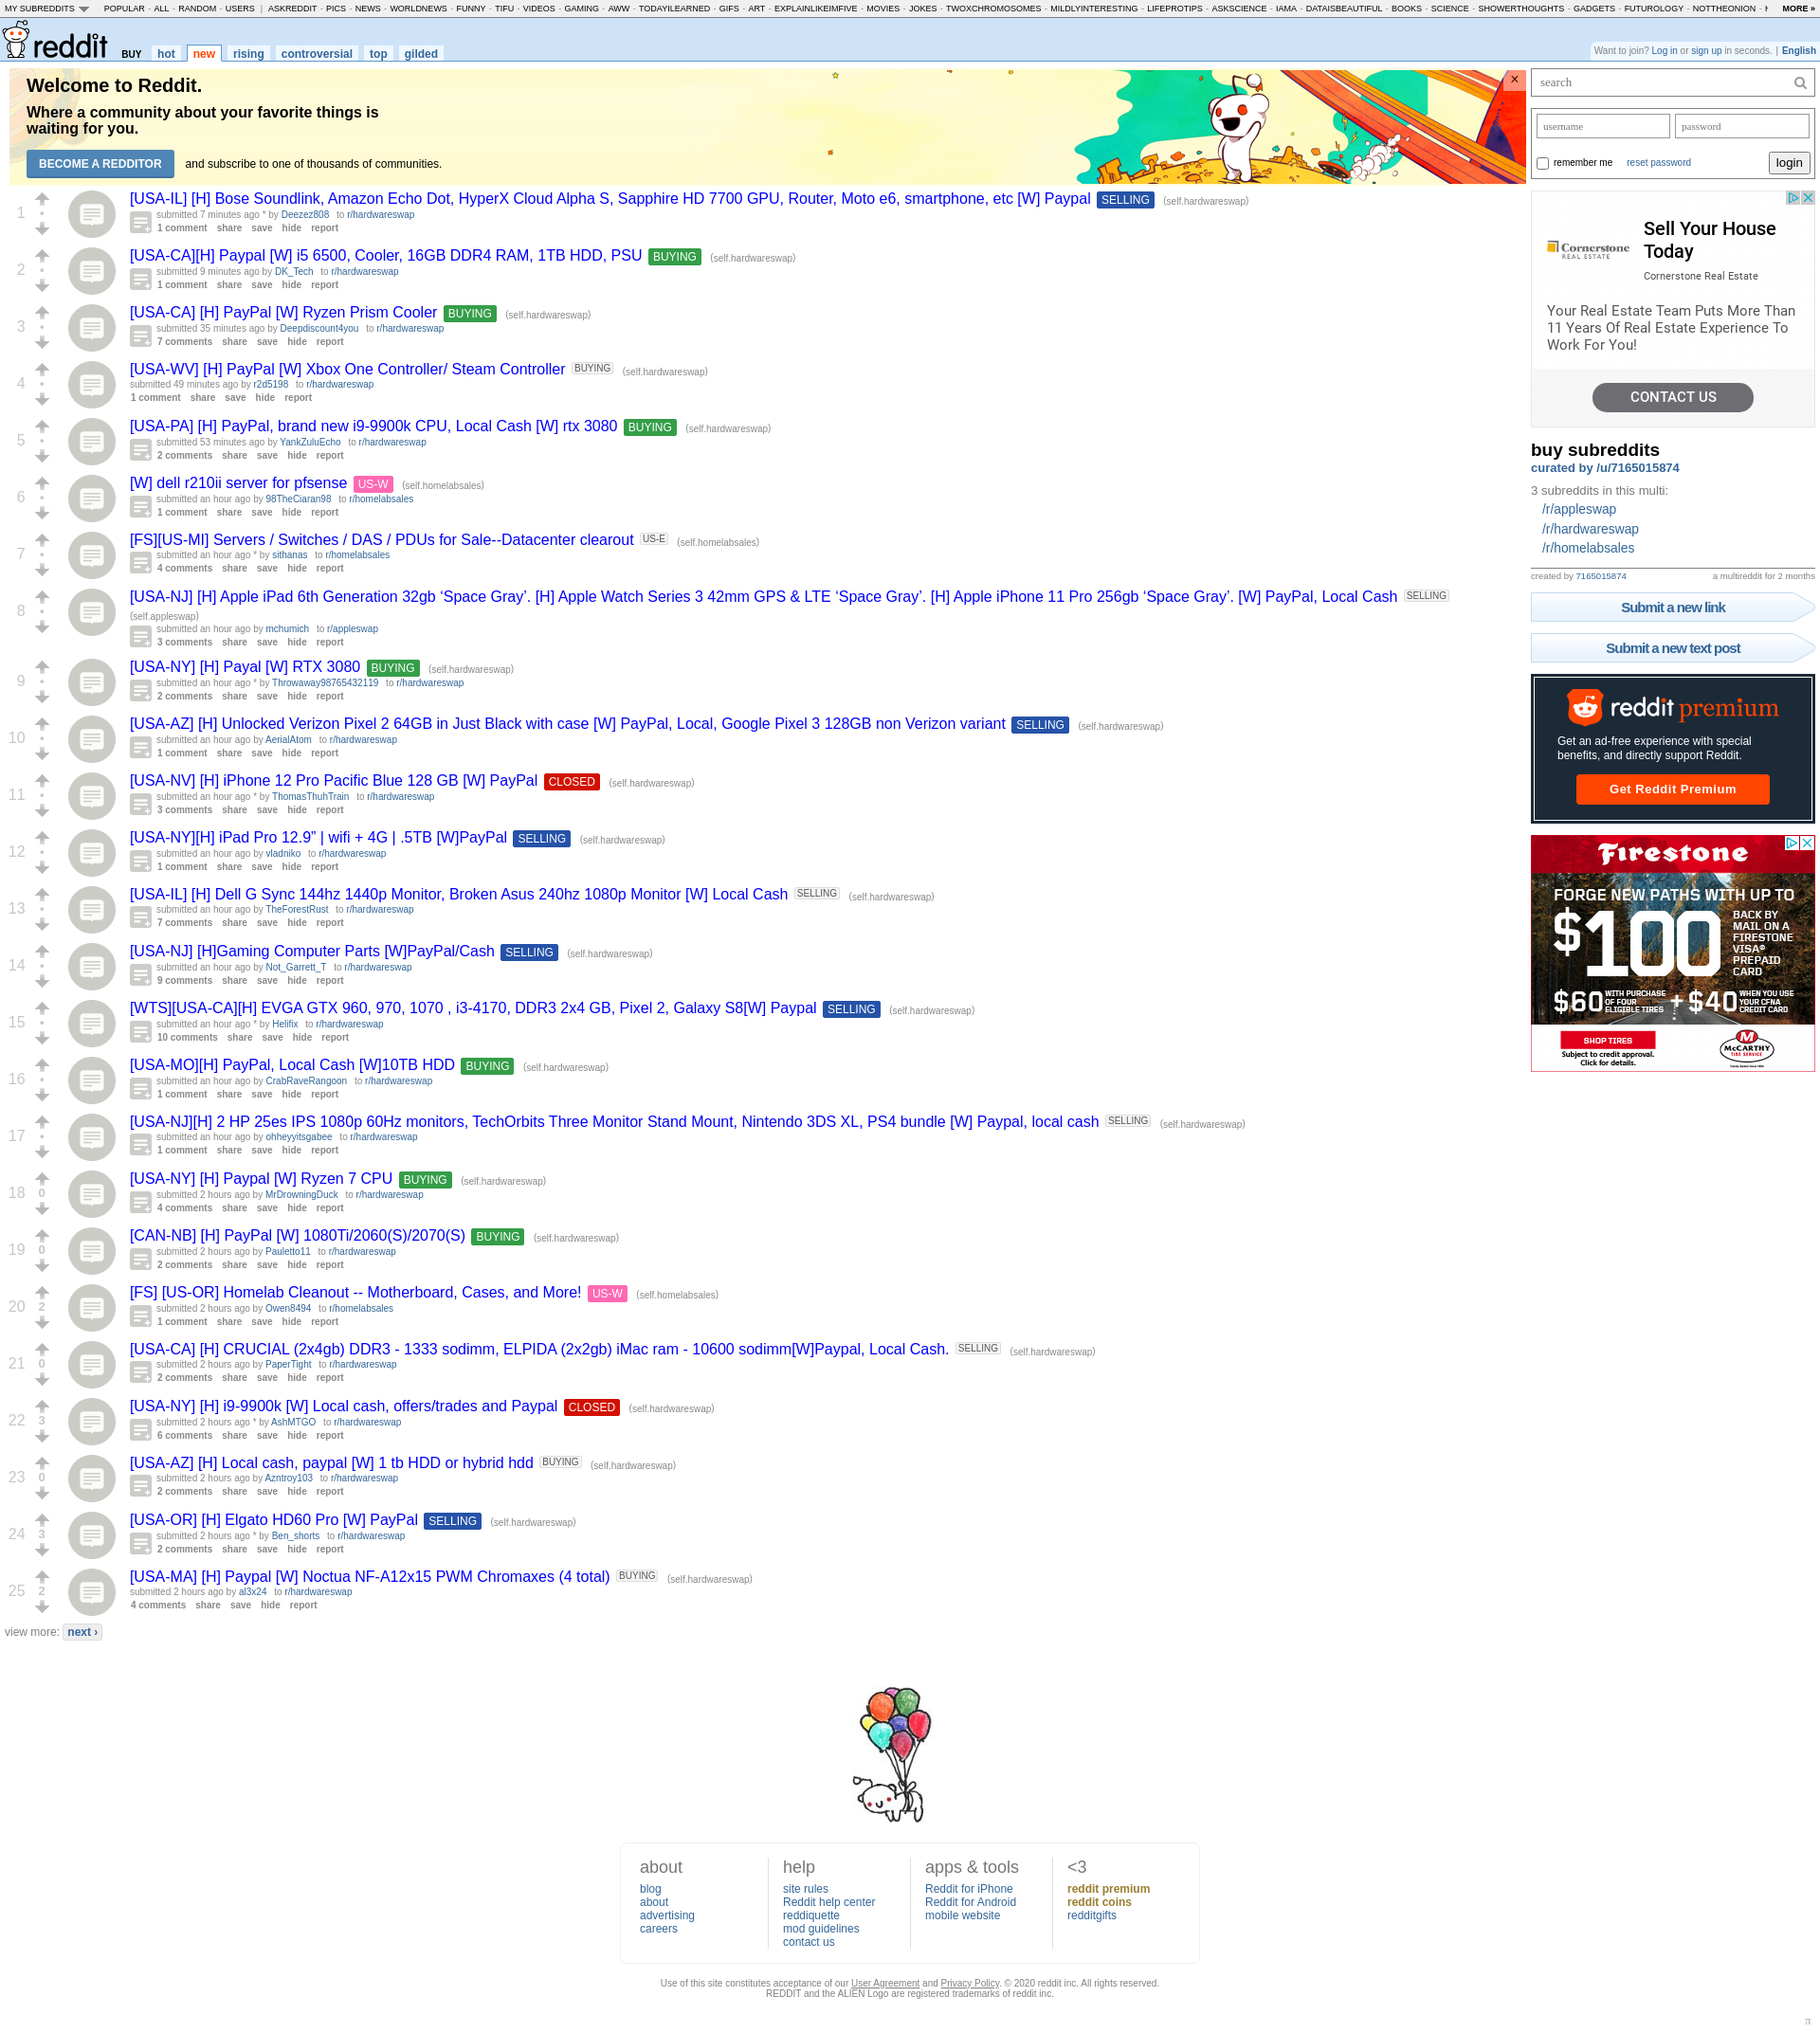 MY SUBREDDITS POPULAR - ALL - RANDOM - USERS | ASKREDDIT - PICS - NEWS - WORLDNEWS - FUNNY - TIFU - VIDEOS - GAMING - AWW - TODAYILEARNED - GIFS - ART - EXPLAINLIKEIMFIVE - MOVIES - JOKES - TWOXCHROMOSOMES - MILDLYINTERESTING - LIFEPROTIPS - ASKSCIENCE - IAMA - DATAISBEAUTIFUL - BOOKS - SCIENCE - SHOWERTHOUGHTS - GADGETS - FUTUROLOGY - NOTTHEONION - MORE »
reddit BUY hot new rising controversial top gilded
Want to join? Log in or sign up in seconds. | English
Welcome to Reddit.
Where a community about your favorite things is
waiting for you.
BECOME A REDDITOR and subscribe to one of thousands of communities.
×
1
[USA-IL] [H] Bose Soundlink, Amazon Echo Dot, HyperX Cloud Alpha S, Sapphire HD 7700 GPU, Router, Moto e6, smartphone, etc [W] Paypal SELLING (self.hardwareswap)
submitted 7 minutes ago * by Deezez808 to r/hardwareswap
1 comment share save hide report
2
[USA-CA][H] Paypal [W] i5 6500, Cooler, 16GB DDR4 RAM, 1TB HDD, PSU BUYING (self.hardwareswap)
submitted 9 minutes ago by DK_Tech to r/hardwareswap
1 comment share save hide report
3
[USA-CA] [H] PayPal [W] Ryzen Prism Cooler BUYING (self.hardwareswap)
submitted 35 minutes ago by Deepdiscount4you to r/hardwareswap
7 comments share save hide report
4
[USA-WV] [H] PayPal [W] Xbox One Controller/ Steam Controller BUYING (self.hardwareswap)
submitted 49 minutes ago by r2d5198 to r/hardwareswap
1 comment share save hide report
5
[USA-PA] [H] PayPal, brand new i9-9900k CPU, Local Cash [W] rtx 3080 BUYING (self.hardwareswap)
submitted 53 minutes ago by YankZuluEcho to r/hardwareswap
2 comments share save hide report
6
[W] dell r210ii server for pfsense US-W (self.homelabsales)
submitted an hour ago by 98TheCiaran98 to r/homelabsales
1 comment share save hide report
7
[FS][US-MI] Servers / Switches / DAS / PDUs for Sale--Datacenter clearout US-E (self.homelabsales)
submitted an hour ago * by sithanas to r/homelabsales
4 comments share save hide report
8
[USA-NJ] [H] Apple iPad 6th Generation 32gb ‘Space Gray’. [H] Apple Watch Series 3 42mm GPS & LTE ‘Space Gray’. [H] Apple iPhone 11 Pro 256gb ‘Space Gray’. [W] PayPal, Local Cash SELLING
(self.appleswap)
submitted an hour ago by mchumich to r/appleswap
3 comments share save hide report
9
[USA-NY] [H] Payal [W] RTX 3080 BUYING (self.hardwareswap)
submitted an hour ago * by Throwaway98765432119 to r/hardwareswap
2 comments share save hide report
10
[USA-AZ] [H] Unlocked Verizon Pixel 2 64GB in Just Black with case [W] PayPal, Local, Google Pixel 3 128GB non Verizon variant SELLING (self.hardwareswap)
submitted an hour ago by AerialAtom to r/hardwareswap
1 comment share save hide report
11
[USA-NV] [H] iPhone 12 Pro Pacific Blue 128 GB [W] PayPal CLOSED (self.hardwareswap)
submitted an hour ago * by ThomasThuhTrain to r/hardwareswap
3 comments share save hide report
12
[USA-NY][H] iPad Pro 12.9” | wifi + 4G | .5TB [W]PayPal SELLING (self.hardwareswap)
submitted an hour ago by vladniko to r/hardwareswap
1 comment share save hide report
13
[USA-IL] [H] Dell G Sync 144hz 1440p Monitor, Broken Asus 240hz 1080p Monitor [W] Local Cash SELLING (self.hardwareswap)
submitted an hour ago by TheForestRust to r/hardwareswap
7 comments share save hide report
14
[USA-NJ] [H]Gaming Computer Parts [W]PayPal/Cash SELLING (self.hardwareswap)
submitted an hour ago by Not_Garrett_T to r/hardwareswap
9 comments share save hide report
15
[WTS][USA-CA][H] EVGA GTX 960, 970, 1070 , i3-4170, DDR3 2x4 GB, Pixel 2, Galaxy S8[W] Paypal SELLING (self.hardwareswap)
submitted an hour ago * by Helifix to r/hardwareswap
10 comments share save hide report
16
[USA-MO][H] PayPal, Local Cash [W]10TB HDD BUYING (self.hardwareswap)
submitted an hour ago by CrabRaveRangoon to r/hardwareswap
1 comment share save hide report
17
[USA-NJ][H] 2 HP 25es IPS 1080p 60Hz monitors, TechOrbits Three Monitor Stand Mount, Nintendo 3DS XL, PS4 bundle [W] Paypal, local cash SELLING (self.hardwareswap)
submitted an hour ago by ohheyyitsgabee to r/hardwareswap
1 comment share save hide report
18 0
[USA-NY] [H] Paypal [W] Ryzen 7 CPU BUYING (self.hardwareswap)
submitted 2 hours ago by MrDrowningDuck to r/hardwareswap
4 comments share save hide report
19 0
[CAN-NB] [H] PayPal [W] 1080Ti/2060(S)/2070(S) BUYING (self.hardwareswap)
submitted 2 hours ago by Pauletto11 to r/hardwareswap
2 comments share save hide report
20 2
[FS] [US-OR] Homelab Cleanout -- Motherboard, Cases, and More! US-W (self.homelabsales)
submitted 2 hours ago by Owen8494 to r/homelabsales
1 comment share save hide report
21 0
[USA-CA] [H] CRUCIAL (2x4gb) DDR3 - 1333 sodimm, ELPIDA (2x2gb) iMac ram - 10600 sodimm[W]Paypal, Local Cash. SELLING (self.hardwareswap)
submitted 2 hours ago by PaperTight to r/hardwareswap
2 comments share save hide report
22 3
[USA-NY] [H] i9-9900k [W] Local cash, offers/trades and Paypal CLOSED (self.hardwareswap)
submitted 2 hours ago * by AshMTGO to r/hardwareswap
6 comments share save hide report
23 0
[USA-AZ] [H] Local cash, paypal [W] 1 tb HDD or hybrid hdd BUYING (self.hardwareswap)
submitted 2 hours ago by Azntroy103 to r/hardwareswap
2 comments share save hide report
24 3
[USA-OR] [H] Elgato HD60 Pro [W] PayPal SELLING (self.hardwareswap)
submitted 2 hours ago * by Ben_shorts to r/hardwareswap
2 comments share save hide report
25 2
[USA-MA] [H] Paypal [W] Noctua NF-A12x15 PWM Chromaxes (4 total) BUYING (self.hardwareswap)
submitted 2 hours ago by al3x24 to r/hardwareswap
4 comments share save hide report
view more: next ›
search
username password
remember me reset password login
Cornerstone
REAL ESTATE
Sell Your House
Today
Cornerstone Real Estate
Your Real Estate Team Puts More Than
11 Years Of Real Estate Experience To
Work For You!
CONTACT US
buy subreddits
curated by /u/7165015874
3 subreddits in this multi:
/r/appleswap
/r/hardwareswap
/r/homelabsales
created by 7165015874 a multireddit for 2 months
Submit a new link
Submit a new text post
reddit premium
Get an ad-free experience with special
benefits, and directly support Reddit.
Get Reddit Premium
Firestone
FORGE NEW PATHS WITH UP TO
$100
BACK BY
MAIL ON A
FIRESTONE
VISA®
PREPAID
CARD
$60 WITH PURCHASE OF FOUR ELIGIBLE TIRES + $40 WHEN YOU USE YOUR CFNA CREDIT CARD
SHOP TIRES
Subject to credit approval.
Click for details.
McCARTHY
TIRE SERVICE
about
blog
about
advertising
careers
help
site rules
Reddit help center
reddiquette
mod guidelines
contact us
apps & tools
Reddit for iPhone
Reddit for Android
mobile website
<3
reddit premium
reddit coins
redditgifts
Use of this site constitutes acceptance of our User Agreement and Privacy Policy. © 2020 reddit inc. All rights reserved.
REDDIT and the ALIEN Logo are registered trademarks of reddit inc.
π